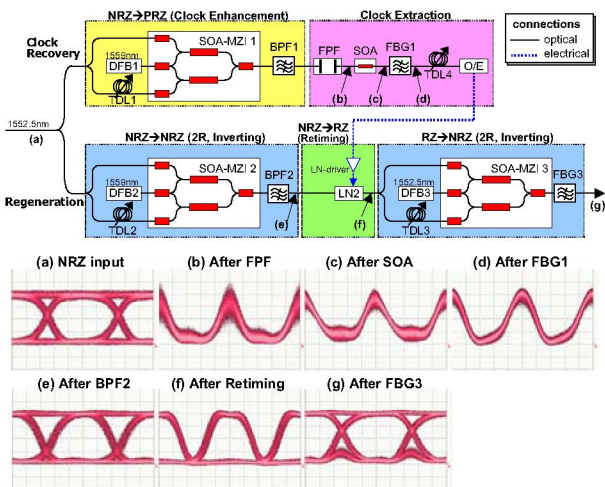 NRZ→PRZ (Clock Enhancement)
Clock Extraction
connections
optical
electrical
Clock
Recovery
1559nm
DFB1
TDL1
SOA-MZI 1
BPF1
FPF
SOA
FBG1
TDL4
O/E
(b)
(c)
(d)
1552.5nm
(a)
NRZ→NRZ (2R, Inverting)
NRZ→RZ
(Retiming)
RZ→NRZ (2R, Inverting)
Regeneration
1559nm
DFB2
TDL2
SOA-MZI 2
BPF2
(e)
LN-driver
LN2
(f)
1552.5nm
DFB3
TDL3
SOA-MZI 3
FBG3
(g)
(a) NRZ input
(b) After FPF
(c) After SOA
(d) After FBG1
(e) After BPF2
(f) After Retiming
(g) After FBG3